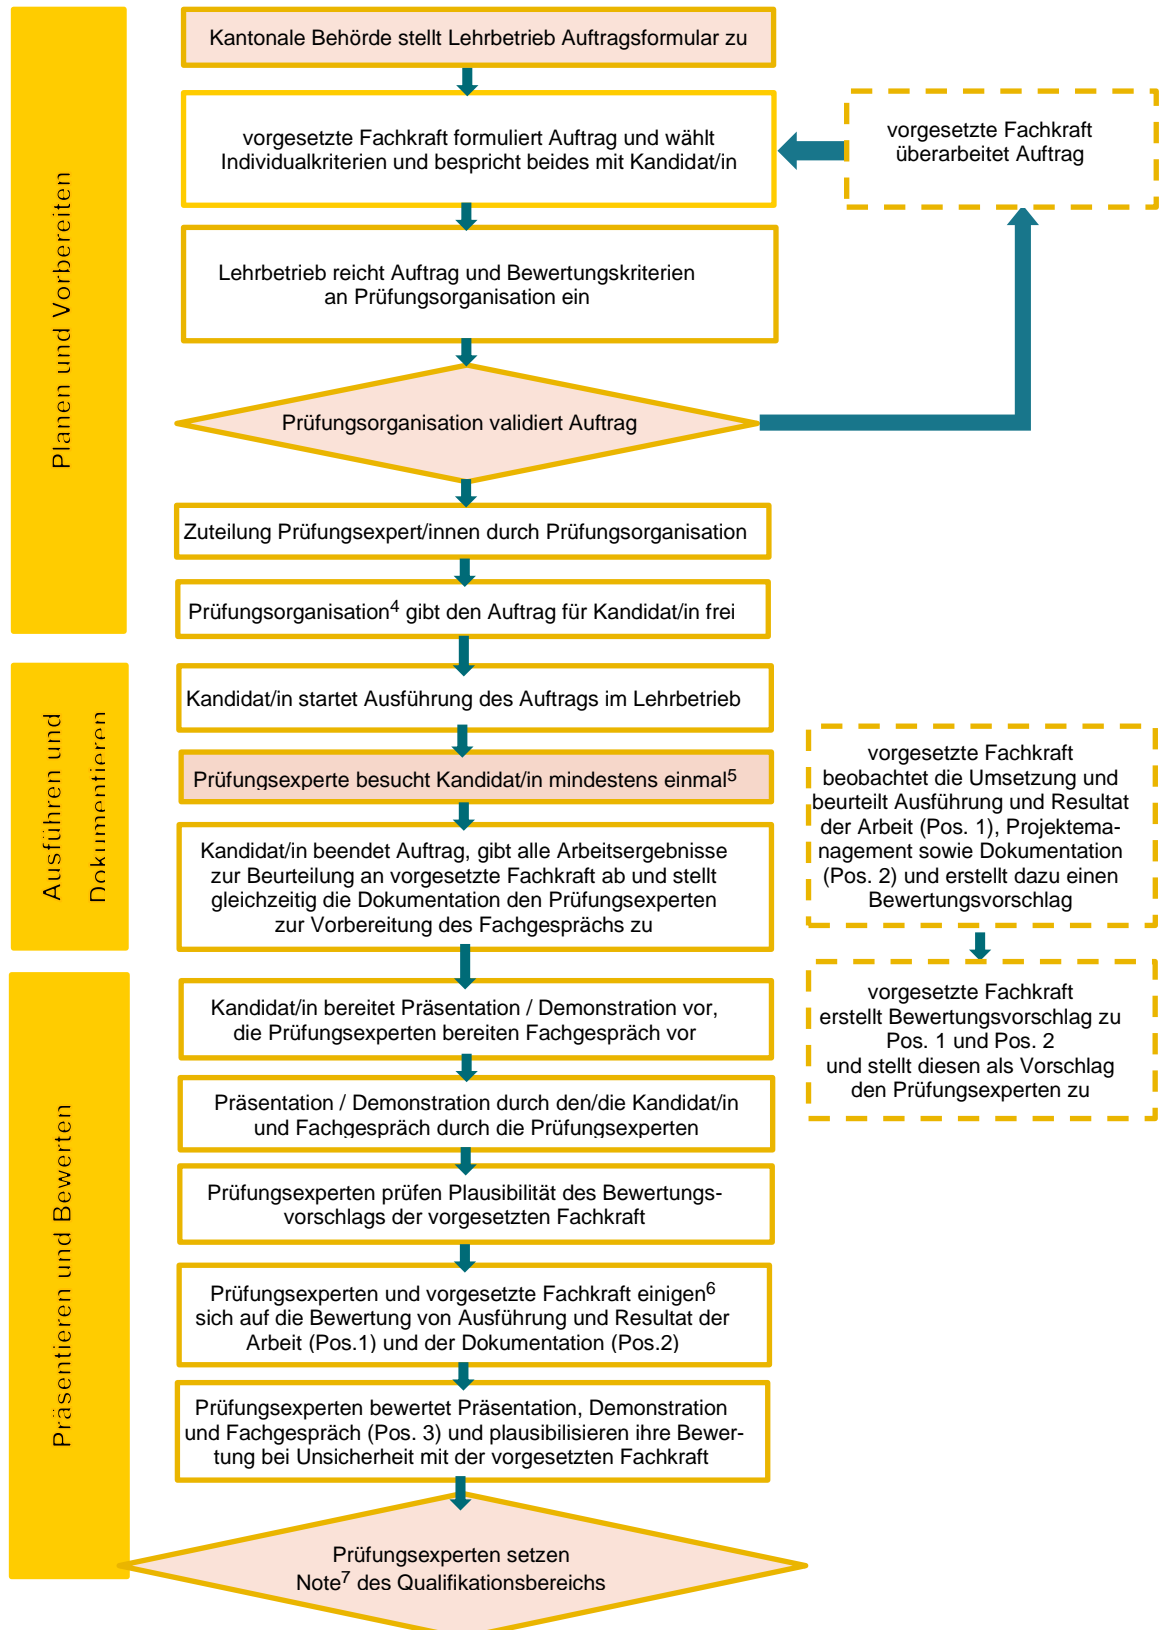 Planen und Vorbereiten
Kantonale Behörde stellt Lehrbetrieb Auftragsformular zu
vorgesetzte Fachkraft formuliert Auftrag und wählt
Individualkriterien und bespricht beides mit Kandidat/in
vorgesetzte Fachkraft
überarbeitet Auftrag
Lehrbetrieb reicht Auftrag und Bewertungskriterien
an Prüfungsorganisation ein
Prüfungsorganisation validiert Auftrag
Zuteilung Prüfungsexpert/innen durch Prüfungsorganisation
Prüfungsorganisation4 gibt den Auftrag für Kandidat/in frei
Ausführen und
Dokumentieren
Kandidat/in startet Ausführung des Auftrags im Lehrbetrieb
Prüfungsexperte besucht Kandidat/in mindestens einmal5
Kandidat/in beendet Auftrag, gibt alle Arbeitsergebnisse
zur Beurteilung an vorgesetzte Fachkraft ab und stellt
gleichzeitig die Dokumentation den Prüfungsexperten
zur Vorbereitung des Fachgesprächs zu
vorgesetzte Fachkraft
beobachtet die Umsetzung und
beurteilt Ausführung und Resultat
der Arbeit (Pos. 1), Projektema-
nagement sowie Dokumentation
(Pos. 2) und erstellt dazu einen
Bewertungsvorschlag
Präsentieren und Bewerten
Kandidat/in bereitet Präsentation / Demonstration vor,
die Prüfungsexperten bereiten Fachgespräch vor
vorgesetzte Fachkraft
erstellt Bewertungsvorschlag zu
Pos. 1 und Pos. 2
und stellt diesen als Vorschlag
den Prüfungsexperten zu
Präsentation / Demonstration durch den/die Kandidat/in
und Fachgespräch durch die Prüfungsexperten
Prüfungsexperten prüfen Plausibilität des Bewertungs-
vorschlags der vorgesetzten Fachkraft
Prüfungsexperten und vorgesetzte Fachkraft einigen6
sich auf die Bewertung von Ausführung und Resultat der
Arbeit (Pos.1) und der Dokumentation (Pos.2)
Prüfungsexperten bewertet Präsentation, Demonstration
und Fachgespräch (Pos. 3) und plausibilisieren ihre Bewer-
tung bei Unsicherheit mit der vorgesetzten Fachkraft
Prüfungsexperten setzen
Note7 des Qualifikationsbereichs